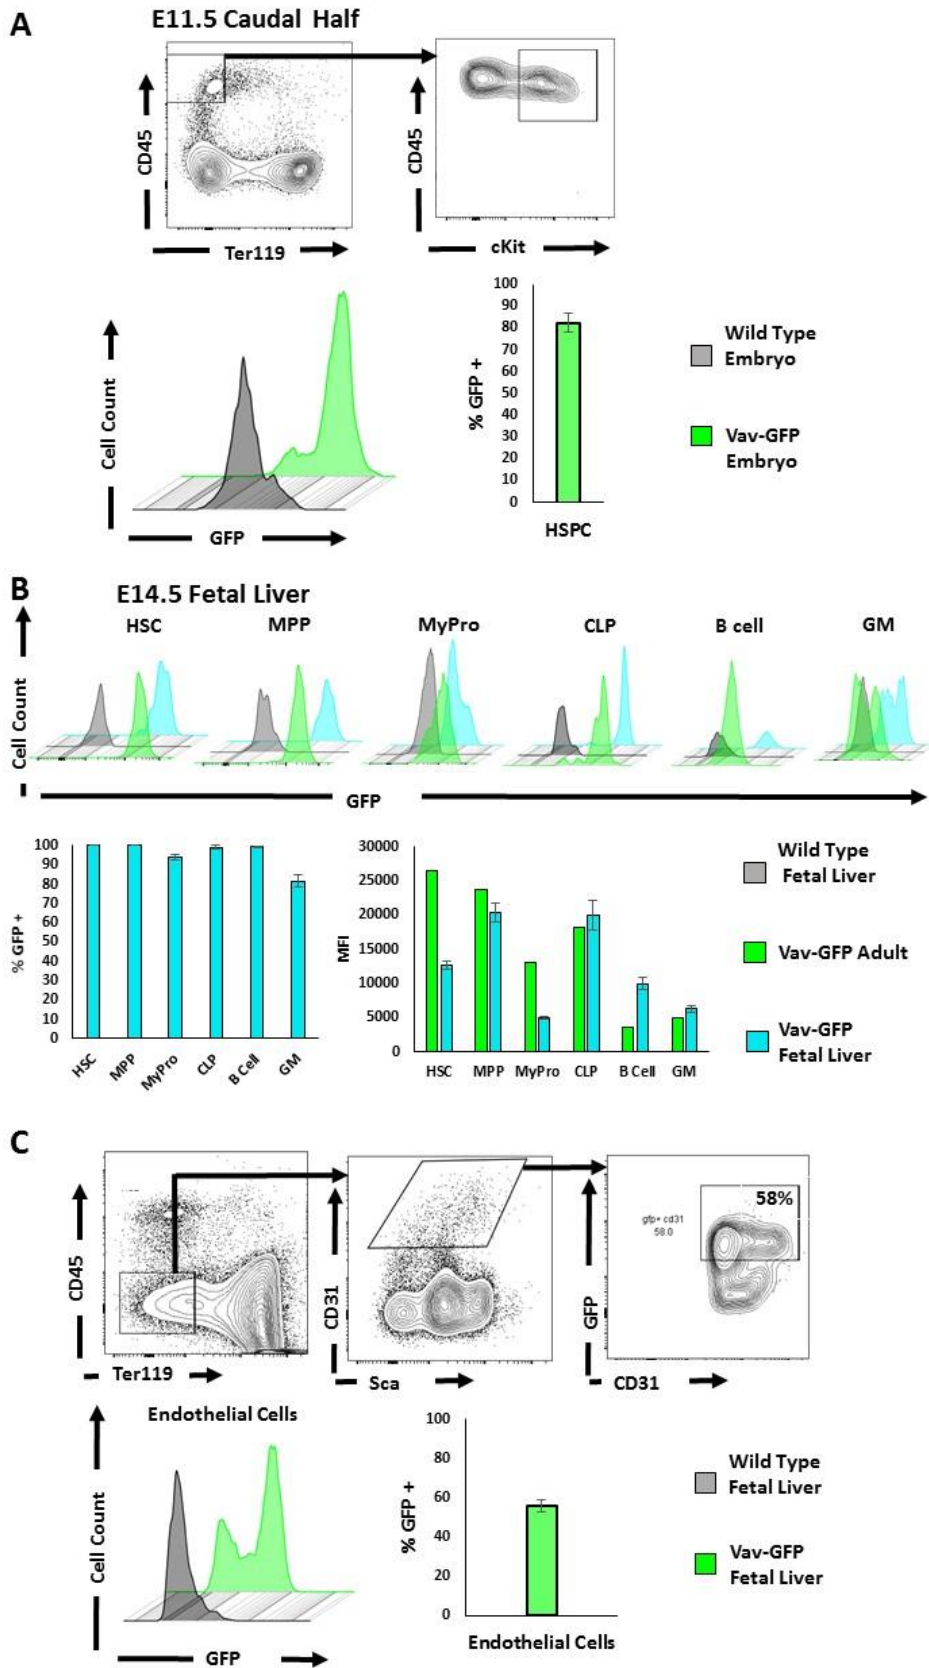 A
E11.5 Caudal Half
CD45
Ter119
CD45
cKit
Cell Count
GFP
% GFP +
100
90
80
70
60
50
40
30
20
10
0
HSPC
Wild Type
Embryo
Vav-GFP
Embryo
B
E14.5 Fetal Liver
HSC MPP MyPro CLP B cell GM
Cell Count
GFP
% GFP +
100
90
80
70
60
50
40
30
20
10
0
HSC MPP MyPro CLP B Cell GM
MFI
30000
25000
20000
15000
10000
5000
0
HSC MPP MyPro CLP B Cell GM
Wild Type
Fetal Liver
Vav-GFP Adult
Vav-GFP
Fetal Liver
C
CD45
Ter119
CD31
Sca
GFP
58%
gfp+ cd31
58.0
CD31
Endothelial Cells
Cell Count
GFP
% GFP +
100
80
60
40
20
0
Endothelial Cells
Wild Type
Fetal Liver
Vav-GFP
Fetal Liver